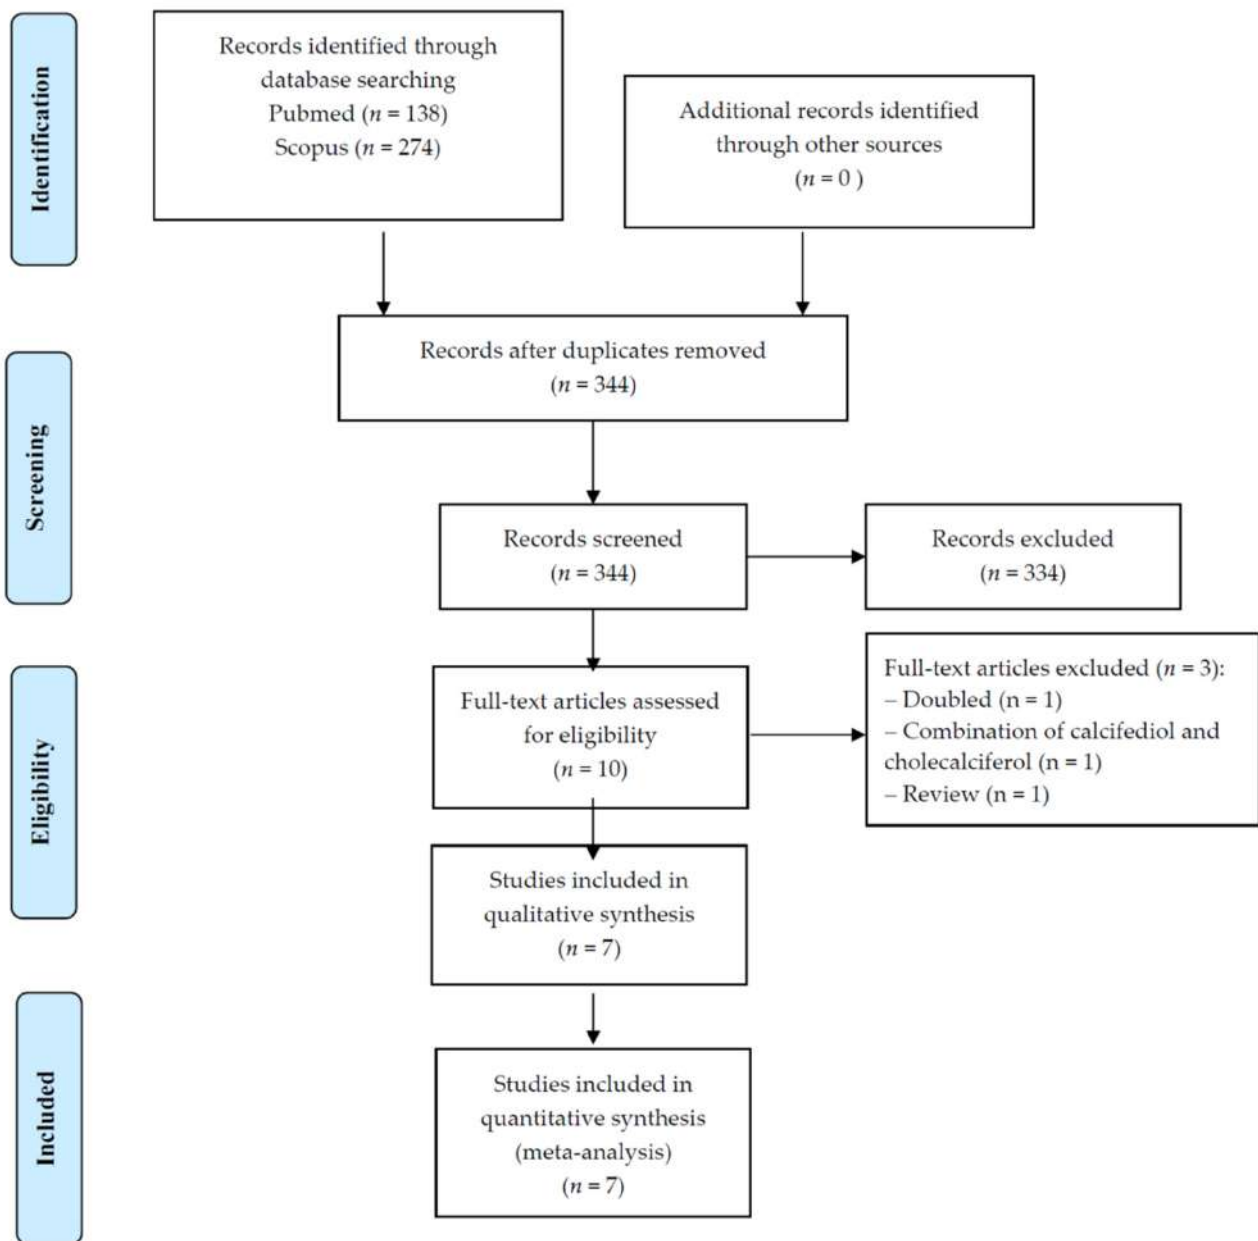 Identification
Records identified through
database searching
Pubmed (n = 138)
Scopus (n = 274)
Additional records identified
through other sources
(n = 0 )
Records after duplicates removed
(n = 344)
Screening
Records screened
(n = 344)
Records excluded
(n = 334)
Eligibility
Full-text articles assessed
for eligibility
(n = 10)
Full-text articles excluded (n = 3):
– Doubled (n = 1)
– Combination of calcifediol and
cholecalciferol (n = 1)
– Review (n = 1)
Studies included in
qualitative synthesis
(n = 7)
Included
Studies included in
quantitative synthesis
(meta-analysis)
(n = 7)